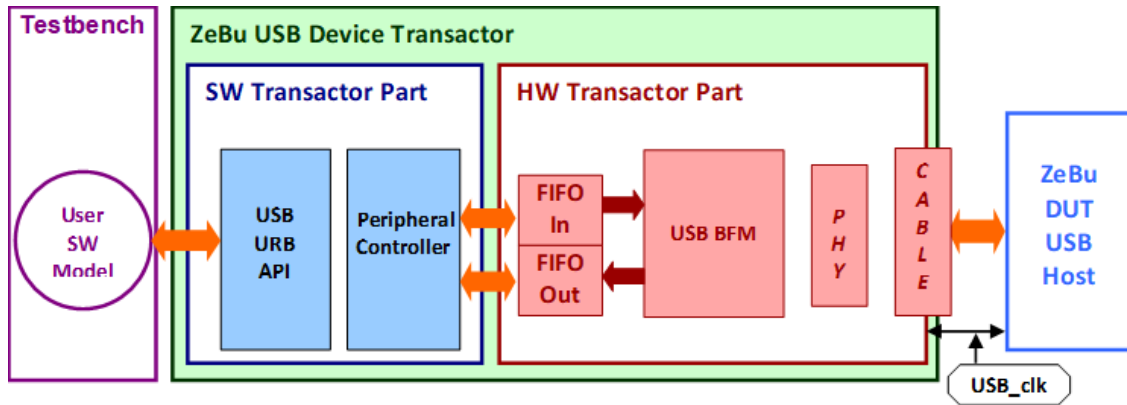 Testbench
ZeBu USB Device Transactor
SW Transactor Part
HW Transactor Part
User
SW
Model
USB
URB
API
Peripheral
Controller
FIFO
In
FIFO
Out
USB BFM
P
H
Y
C
A
B
L
E
ZeBu
DUT
USB
Host
USB_clk